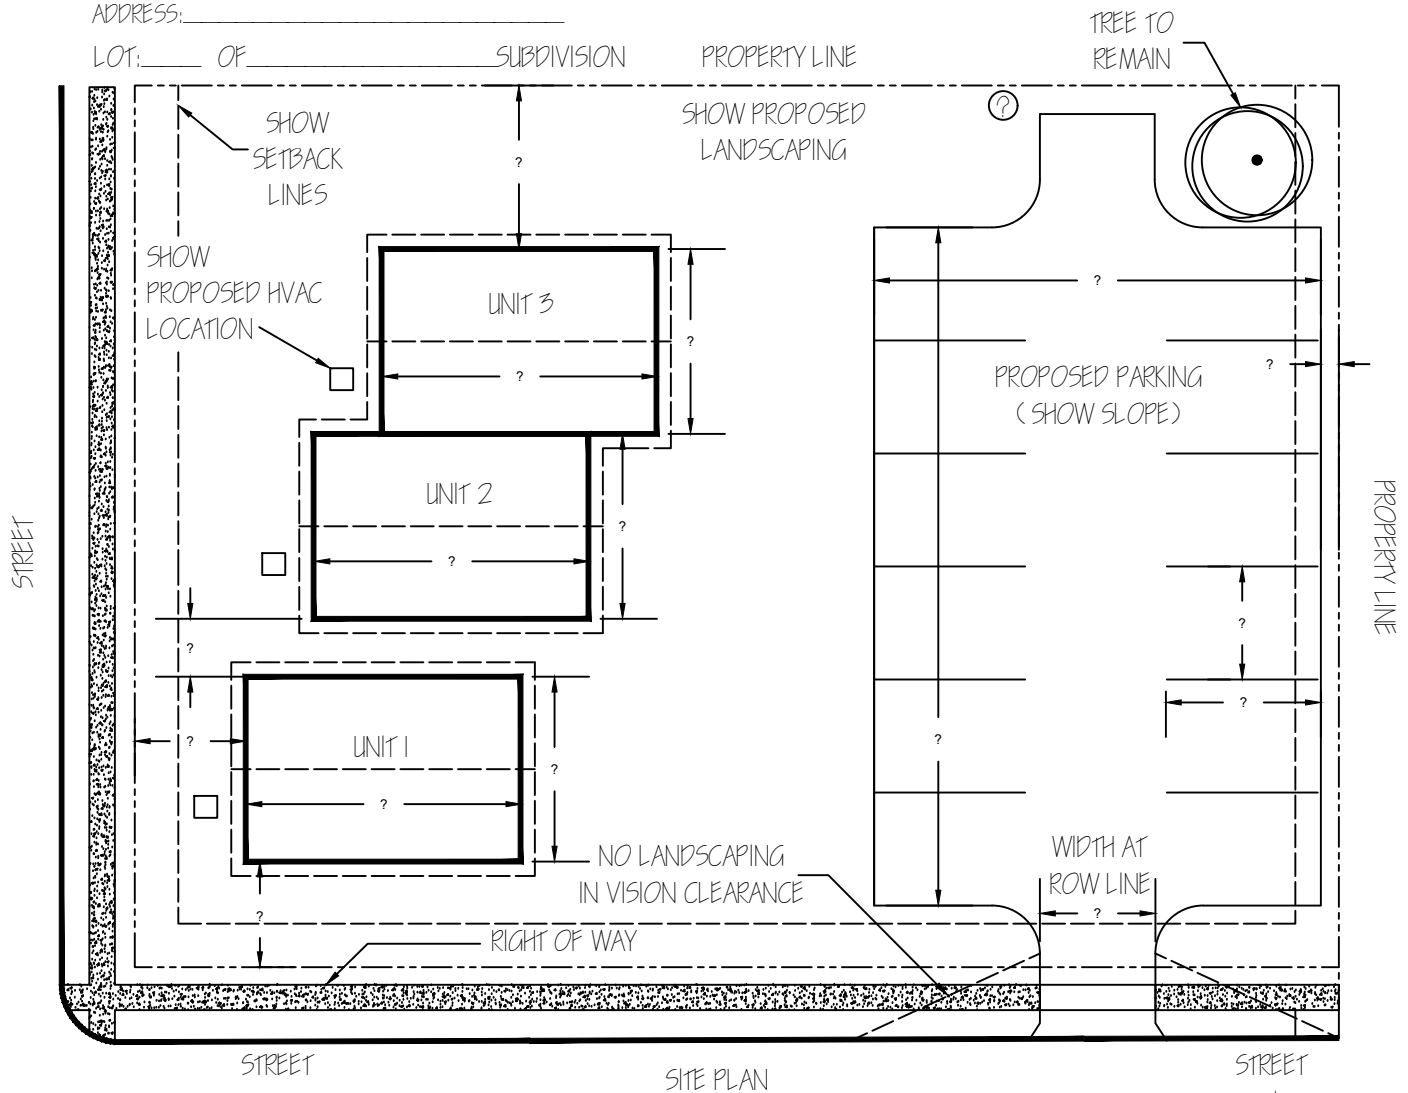 ADDRESS:
LOT: OF SUBDIVISION
PROPERTY LINE
TREE TO
REMAIN
SHOW PROPOSED
LANDSCAPING
?
SHOW
SETBACK
LINES
?
SHOW
PROPOSED HVAC
LOCATION
UNIT 3
?
?
?
?
PROPOSED PARKING
( SHOW SLOPE)
UNIT 2
?
?
STREET
PROPERTY LINE
?
?
?
UNIT 1
?
?
?
?
WIDTH AT
ROW LINE
NO LANDSCAPING
IN VISION CLEARANCE
?
?
?
RIGHT OF WAY
STREET
SITE PLAN
STREET